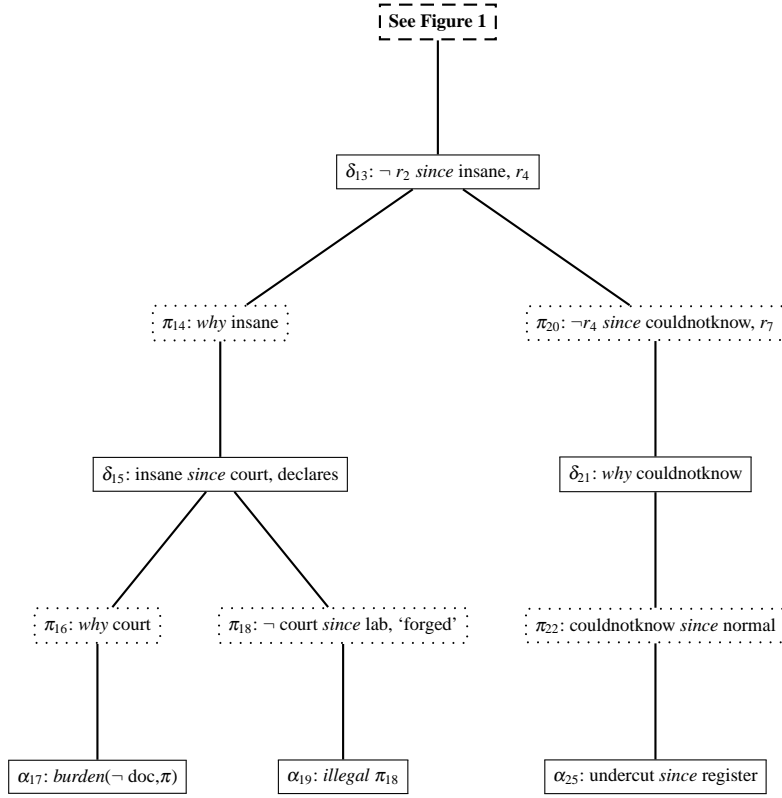 See Figure 1
δ13: ¬ r2 since insane, r4
π14: why insane
π20: ¬r4 since couldnotknow, r7
δ15: insane since court, declares
δ21: why couldnotknow
π16: why court
π18: ¬ court since lab, ‘forged’
π22: couldnotknow since normal
α17: burden(¬ doc,π)
α19: illegal π18
α25: undercut since register